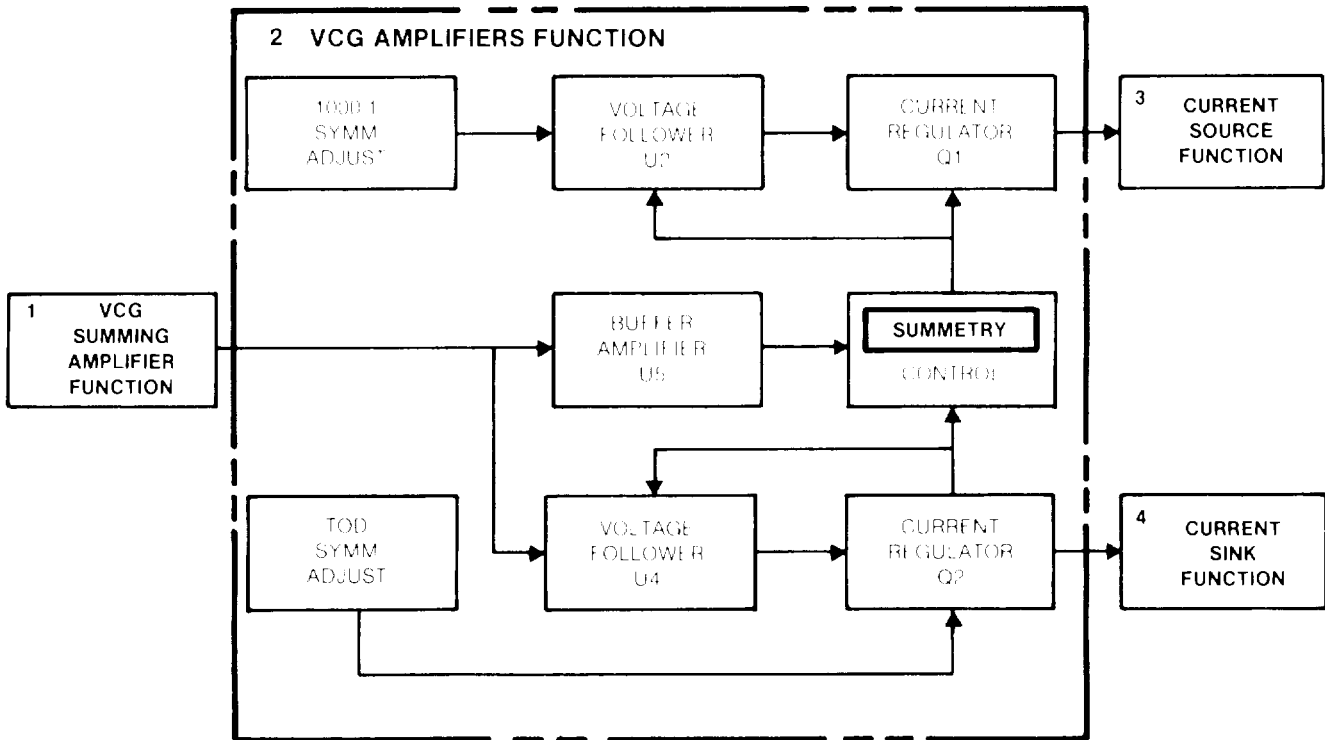 2 VCG AMPLIFIERS FUNCTION
1000:1
SYMM
ADJUST
VOLTAGE
FOLLOWER
U2
CURRENT
REGULATOR
Q1
3 CURRENT
SOURCE
FUNCTION
1 VCG
SUMMING
AMPLIFIER
FUNCTION
BUFFER
AMPLIFIER
U5
SUMMETRY
CONTROL
TOD
SYMM
ADJUST
VOLTAGE
FOLLOWER
U4
CURRENT
REGULATOR
Q2
4 CURRENT
SINK
FUNCTION